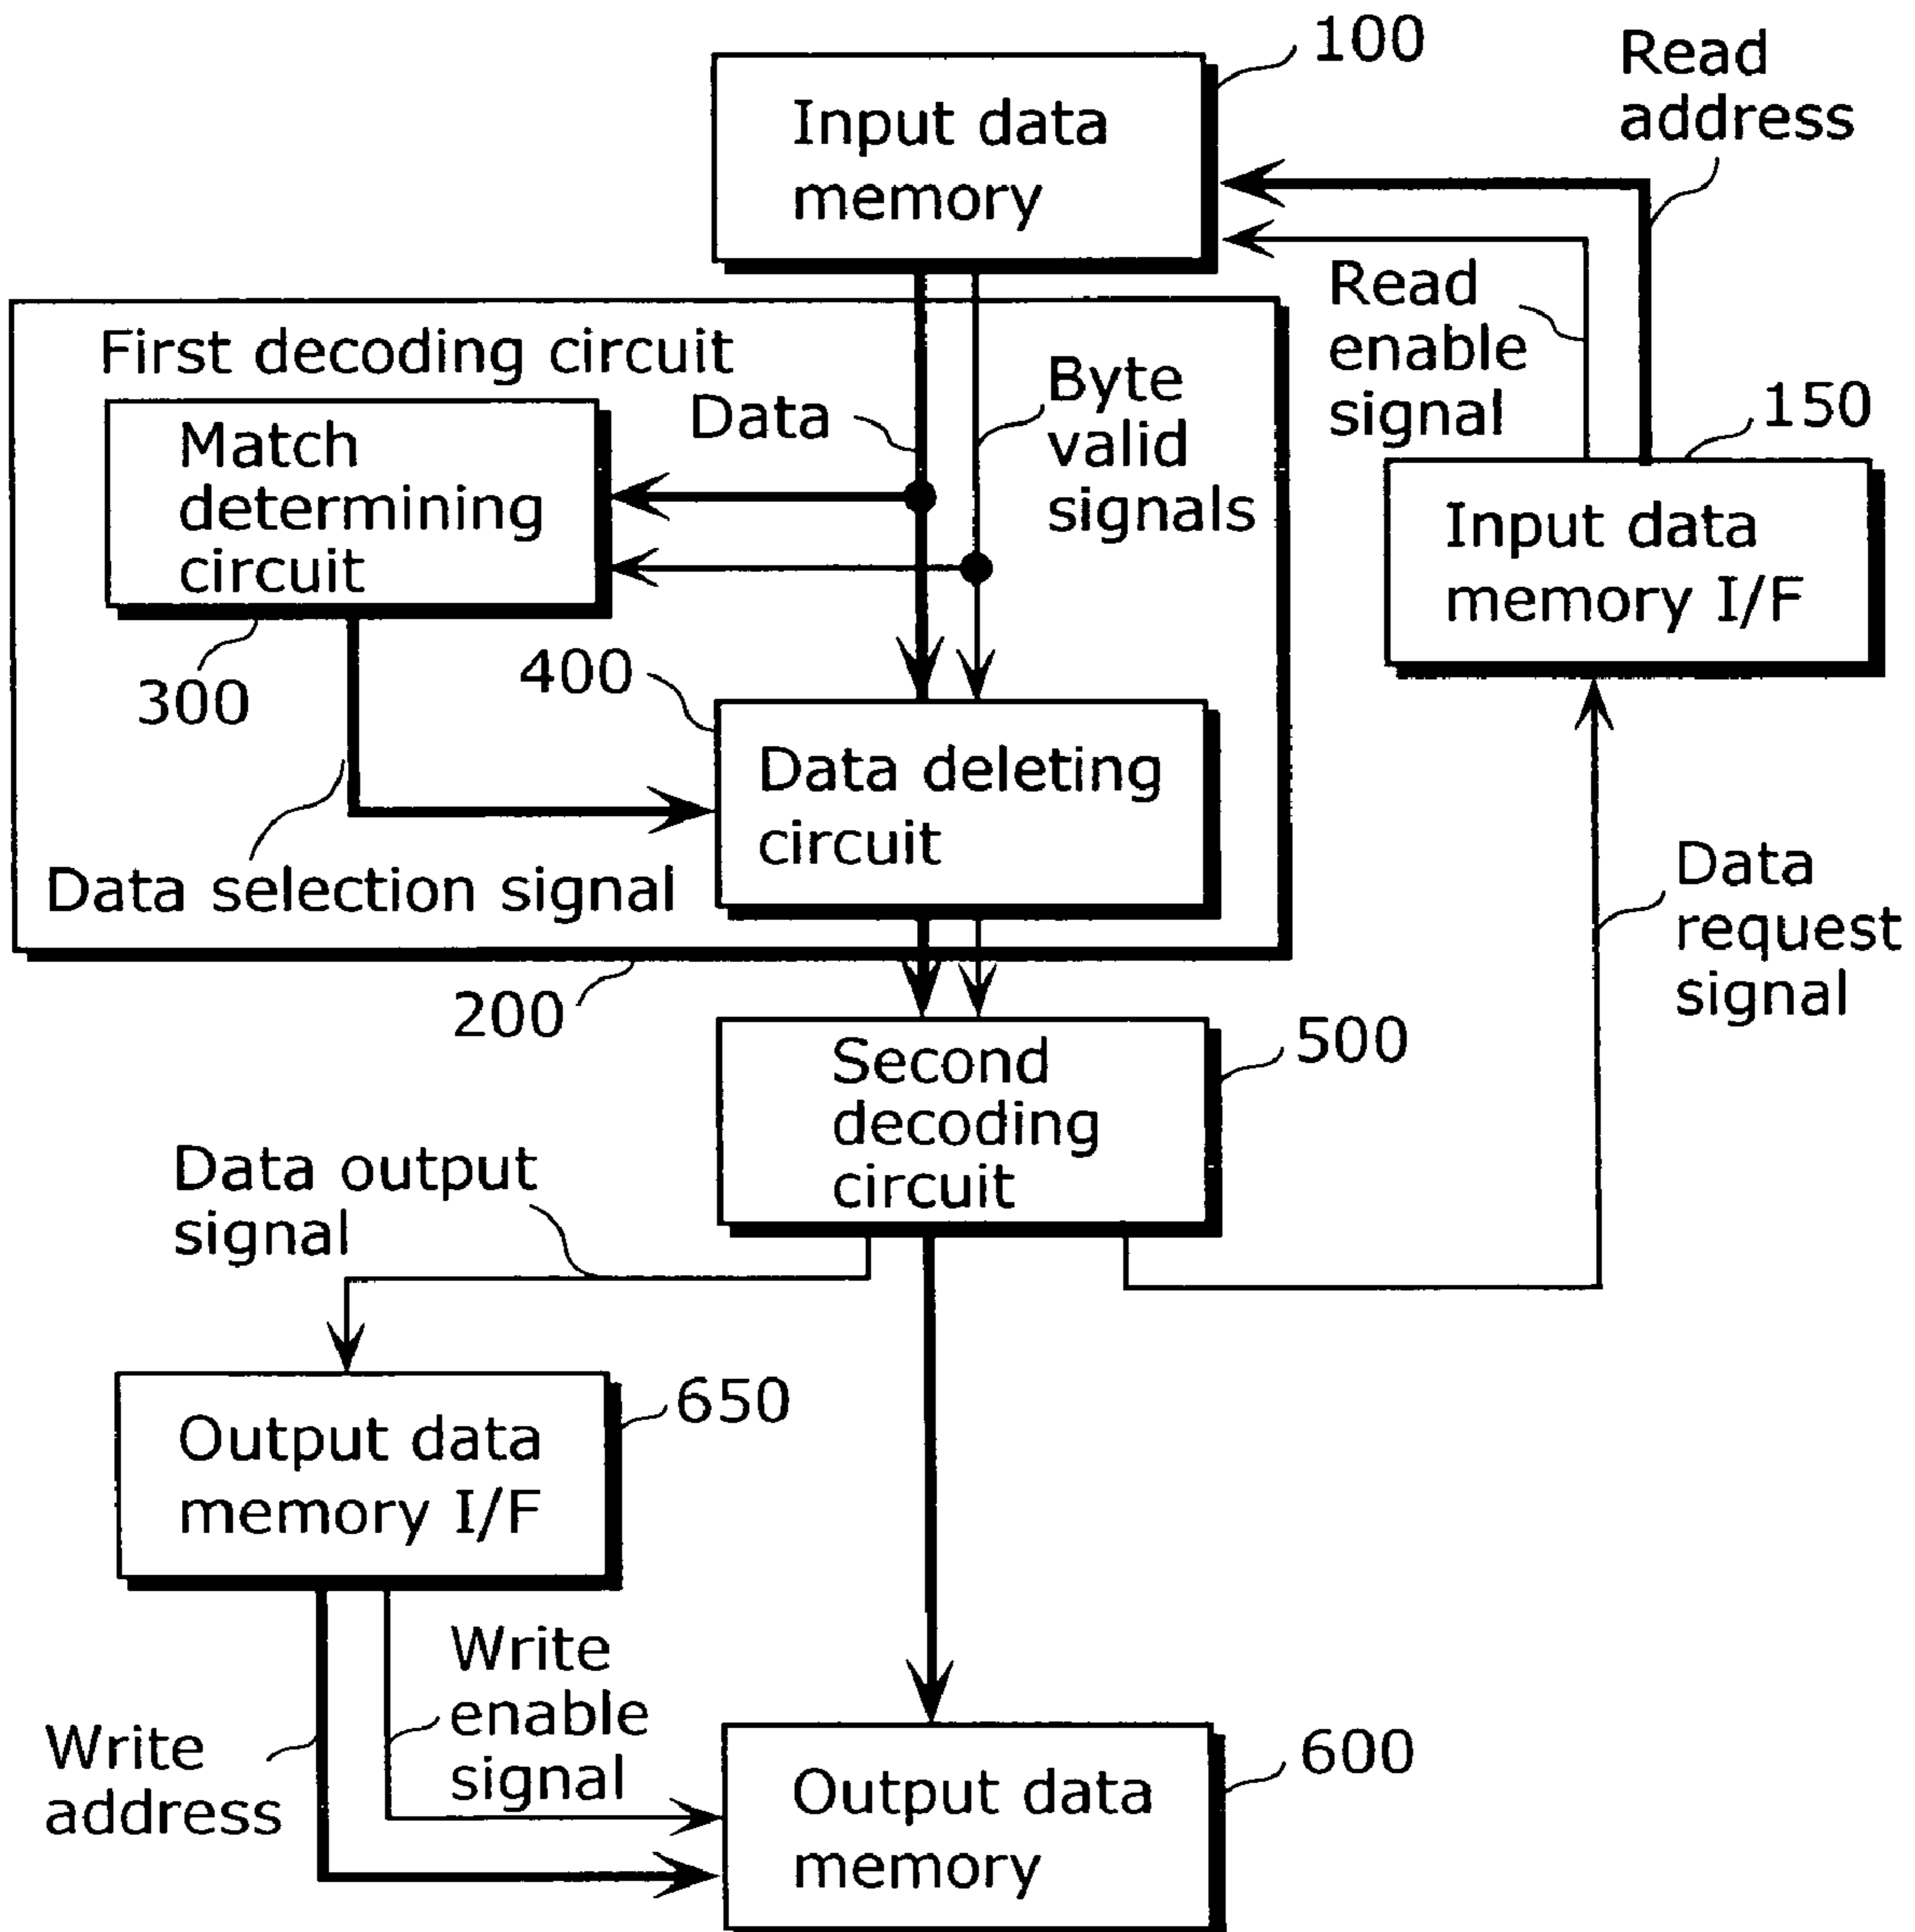 100
Read
address
Input data
memory
Read
enable
signal
First decoding circuit
Data
Byte
valid
signals
150
Match
determining
circuit
Input data
memory I/F
300
400
Data deleting
circuit
Data selection signal
Data
request
signal
200
Second
decoding
circuit
500
Data output
signal
650
Output data
memory I/F
Write
enable
signal
Write
address
600
Output data
memory